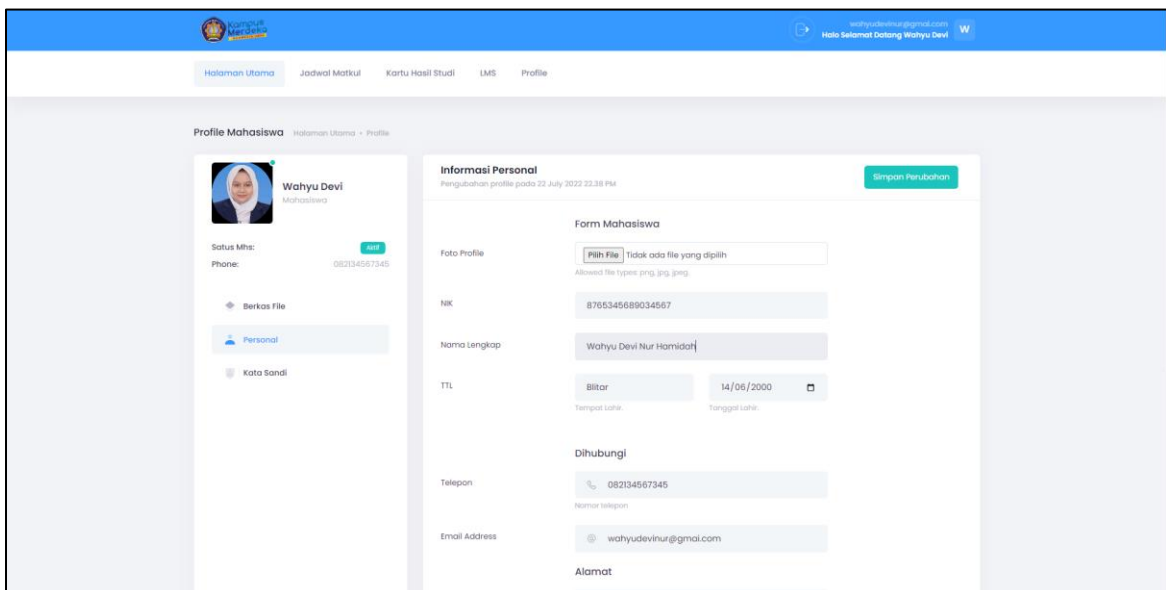 Kampus
Merdeka
wahyudevinur@gmai.com
Halo Selamat Datang Wahyu Devi
W
Halaman Utama Jadwal Matkul Kartu Hasil Studi LMS Profile
Profile Mahasiswa Halaman Utama - Profile
Wahyu Devi
Mahasiswa
Satus Mhs: Aktif
Phone: 082134567345
Berkas File
Personal
Kata Sandi
Informasi Personal
Pengubahan profile pada 22 July 2022 22.38 PM
Simpan Perubahan
Form Mahasiswa
Foto Profile Pilih File Tidak ada file yang dipilih
Allowed file types: png, jpg, jpeg.
NIK 8765345689034567
Nama Lengkap Wahyu Devi Nur Hamidah
TTL Blitar 14/06/2000
Tempat Lahir. Tanggal Lahir.
Dihubungi
Telepon 082134567345
Nomor telepon
Email Address wahyudevinur@gmai.com
Alamat